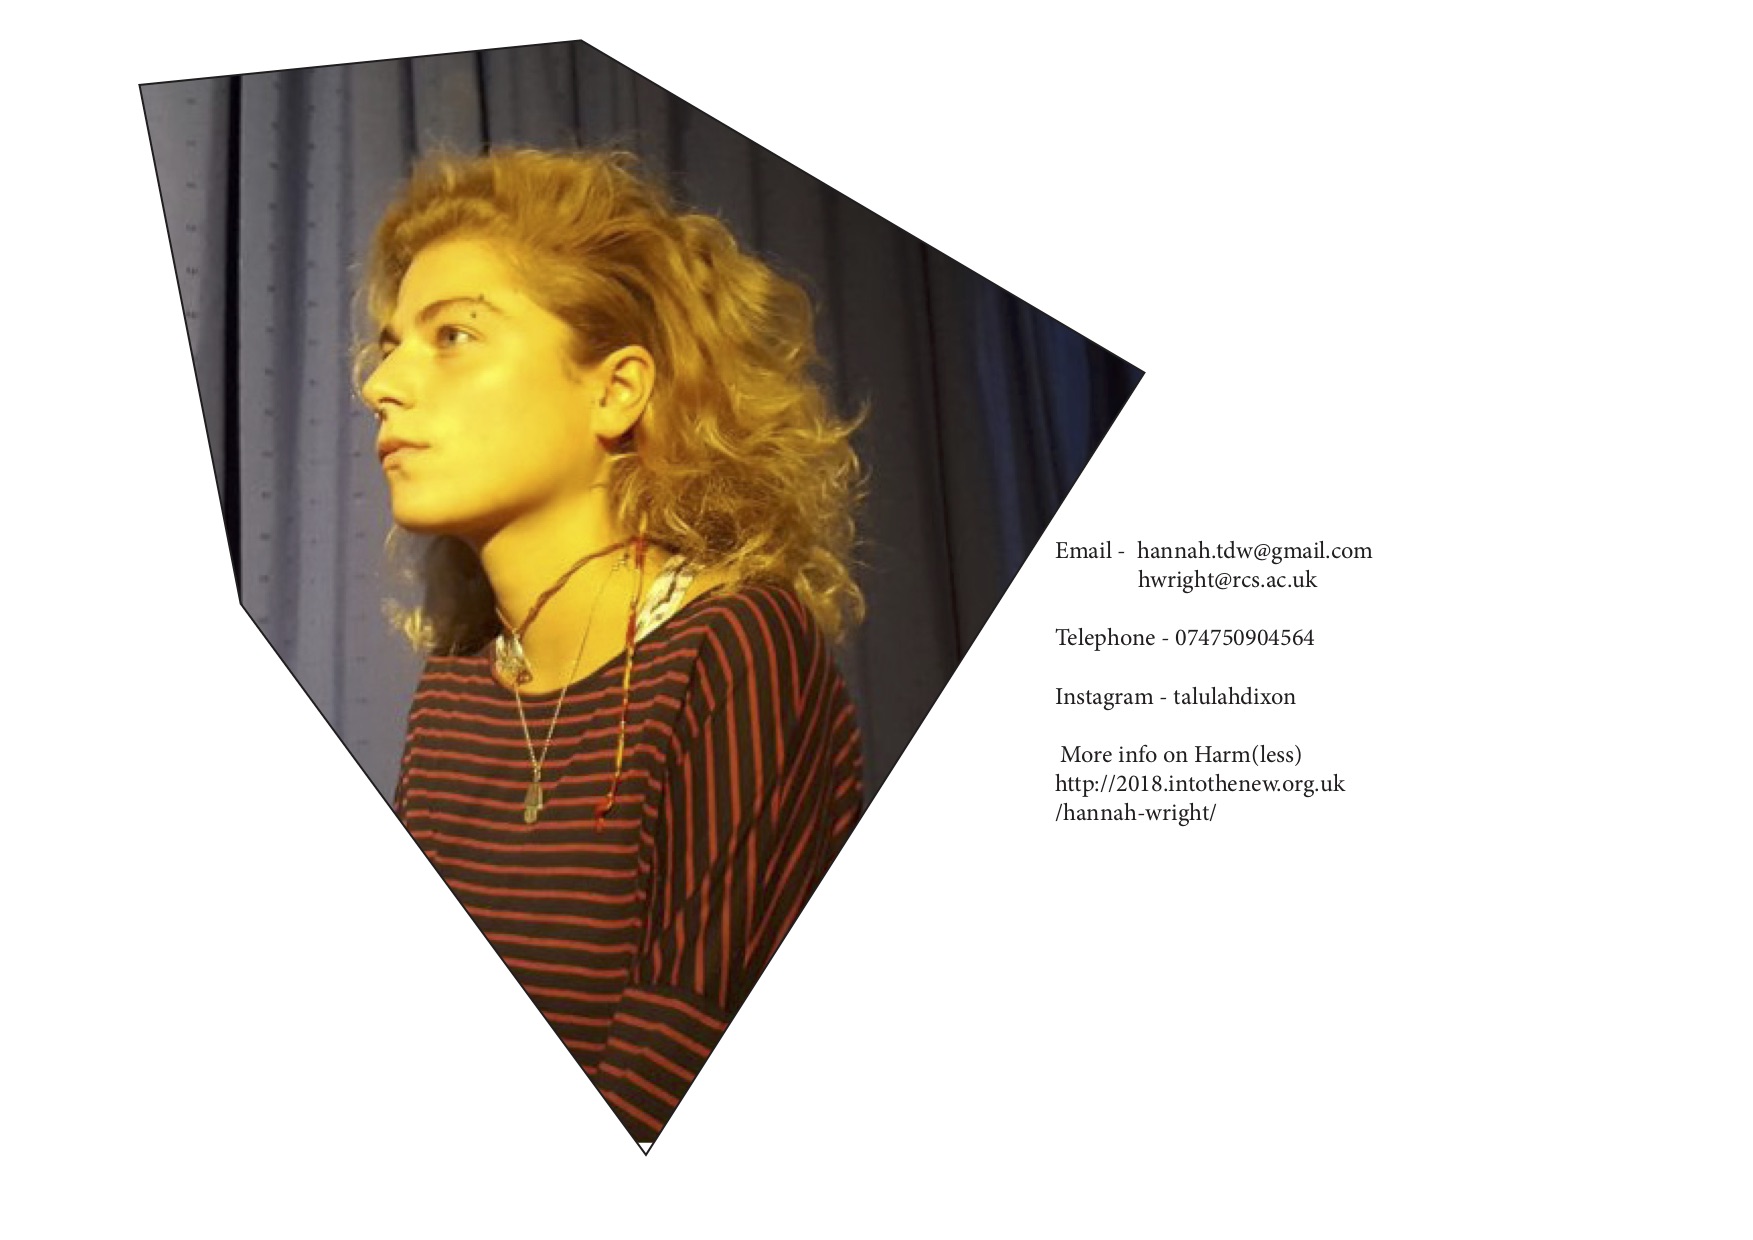 Email - hannah.tdw@gmail.com
hwright@rcs.ac.uk
Telephone - 074750904564
Instagram - talulahdixon
More info on Harm(less)
http://2018.intothenew.org.uk
/hannah-wright/